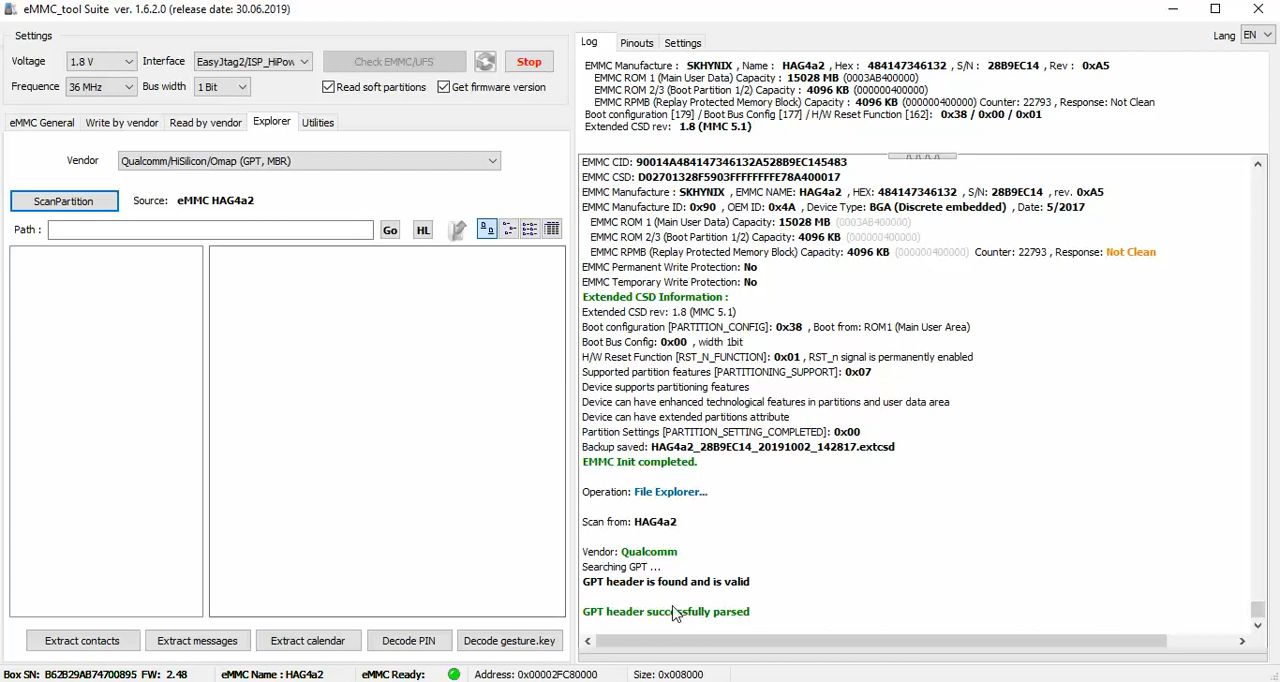 eMMC_tool Suite ver. 1.6.2.0 (release date: 30.06.2019)
Settings
Voltage 1.8 V Interface EasyJtag2/ISP_HiPow Check EMMC/UFS Stop
Frequence 36 MHz Bus width 1 Bit Read soft partitions Get firmware version
eMMC General Write by vendor Read by vendor Explorer Utilities
Vendor Qualcomm/HiSilicon/Omap (GPT, MBR)
ScanPartition Source: eMMC HAG4a2
Path : Go HL
Extract contacts Extract messages Extract calendar Decode PIN Decode gesture.key
Log Pinouts Settings Lang EN
EMMC Manufacture : SKHYNIX , Name : HAG4a2 , Hex : 484147346132 , S/N : 28B9EC14 , Rev : 0xA5
EMMC ROM 1 (Main User Data) Capacity : 15028 MB (0003AB400000)
EMMC ROM 2/3 (Boot Partition 1/2) Capacity : 4096 KB (000000400000)
EMMC RPMB (Replay Protected Memory Block) Capacity : 4096 KB (000000400000) Counter: 22793 , Response: Not Clean
Boot configuration [179] / Boot Bus Config [177] / H/W Reset Function [162]: 0x38 / 0x00 / 0x01
Extended CSD rev: 1.8 (MMC 5.1)
EMMC CID: 90014A484147346132A528B9EC145483
EMMC CSD: D02701328F5903FFFFFFFFE78A400017
EMMC Manufacture : SKHYNIX , EMMC NAME: HAG4a2 , HEX: 484147346132 , S/N: 28B9EC14 , rev. 0xA5
EMMC Manufacture ID: 0x90 , OEM ID: 0x4A , Device Type: BGA (Discrete embedded) , Date: 5/2017
EMMC ROM 1 (Main User Data) Capacity: 15028 MB (0003AB400000)
EMMC ROM 2/3 (Boot Partition 1/2) Capacity: 4096 KB (000000400000)
EMMC RPMB (Replay Protected Memory Block) Capacity: 4096 KB (000000400000) Counter: 22793 , Response: Not Clean
EMMC Permanent Write Protection: No
EMMC Temporary Write Protection: No
Extended CSD Information :
Extended CSD rev: 1.8 (MMC 5.1)
Boot configuration [PARTITION_CONFIG]: 0x38 , Boot from: ROM1 (Main User Area)
Boot Bus Config: 0x00 , width 1bit
H/W Reset Function [RST_N_FUNCTION]: 0x01 , RST_n signal is permanently enabled
Supported partition features [PARTITIONING_SUPPORT]: 0x07
Device supports partitioning features
Device can have enhanced technological features in partitions and user data area
Device can have extended partitions attribute
Partition Settings [PARTITION_SETTING_COMPLETED]: 0x00
Backup saved: HAG4a2_28B9EC14_20191002_142817.extcsd
EMMC Init completed.
Operation: File Explorer...
Scan from: HAG4a2
Vendor: Qualcomm
Searching GPT ...
GPT header is found and is valid
GPT header successfully parsed
Box SN: B62B29AB74700895 FW: 2.48 eMMC Name : HAG4a2 eMMC Ready: Address: 0x00002FC80000 Size: 0x008000